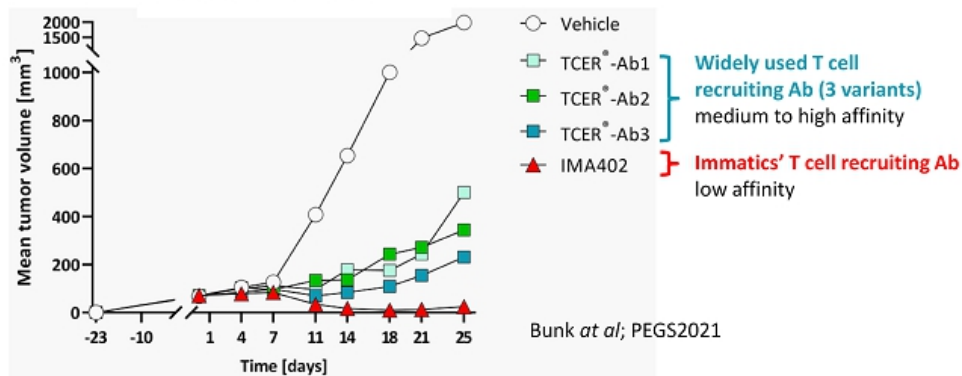 2000
1500
1000
800
600
400
200
0
Mean tumor volume [mm³]
-23 -10 1 4 7 11 14 18 21 25
Time [days]
Vehicle
TCER®-Ab1
TCER®-Ab2
TCER®-Ab3
IMA402
Widely used T cell
recruiting Ab (3 variants)
medium to high affinity
Immatics’ T cell recruiting Ab
low affinity
Bunk at al; PEGS2021